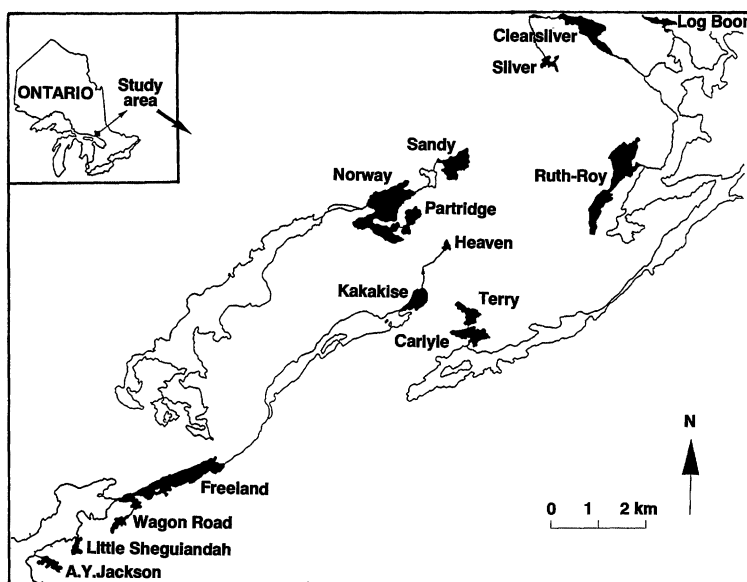 Log Boom
Clearsilver
Silver
ONTARIO
Study
area
Sandy
Norway
Ruth-Roy
Partridge
Heaven
Kakakise
Terry
Carlyle
N
Freeland
0 1 2 km
Wagon Road
Little Sheguiandah
A.Y.Jackson